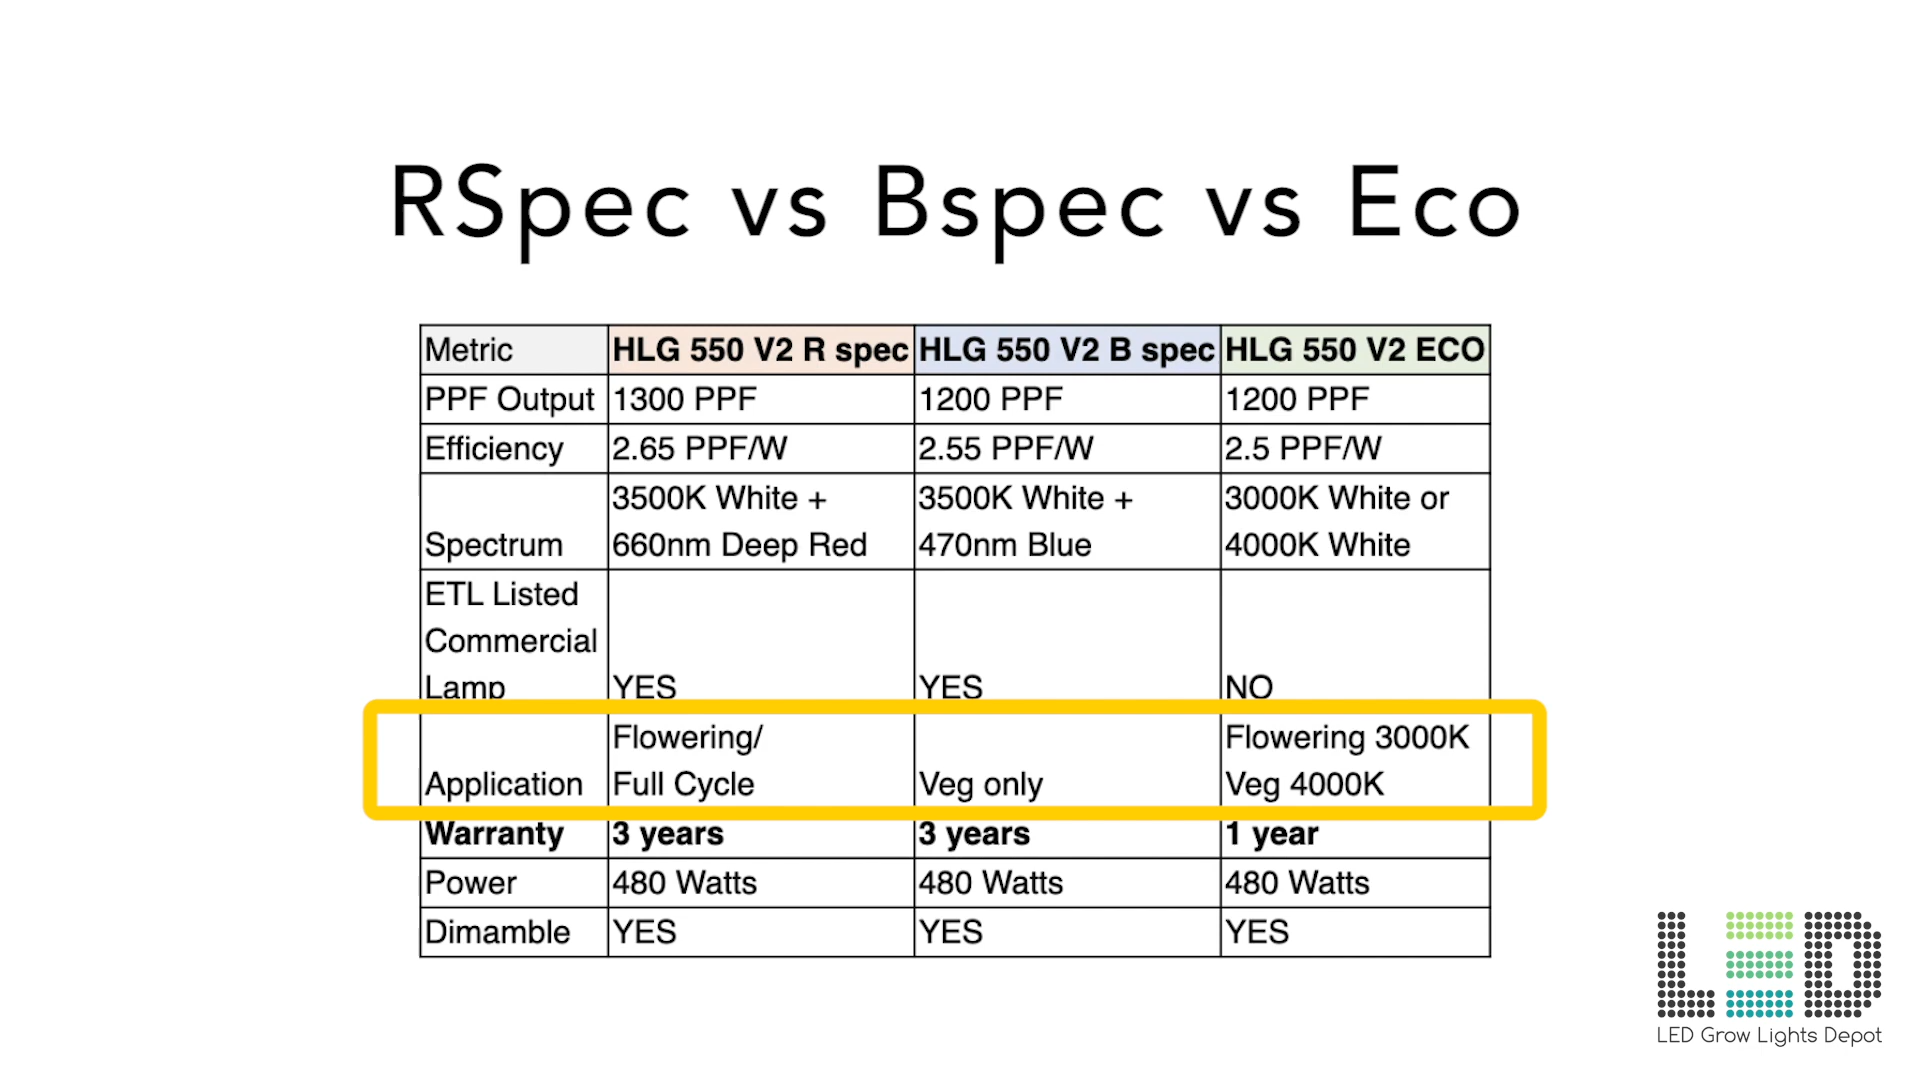 RSpec vs Bspec vs Eco
Metric HLG 550 V2 R spec HLG 550 V2 B spec HLG 550 V2 ECO
PPF Output 1300 PPF 1200 PPF 1200 PPF
Efficiency 2.65 PPF/W 2.55 PPF/W 2.5 PPF/W
3500K White + 3500K White + 3000K White or
Spectrum 660nm Deep Red 470nm Blue 4000K White
ETL Listed
Commercial
Lamp YES YES NO
Flowering/ Flowering 3000K
Application Full Cycle Veg only Veg 4000K
Warranty 3 years 3 years 1 year
Power 480 Watts 480 Watts 480 Watts
Dimamble YES YES YES
LED
LED Grow Lights Depot